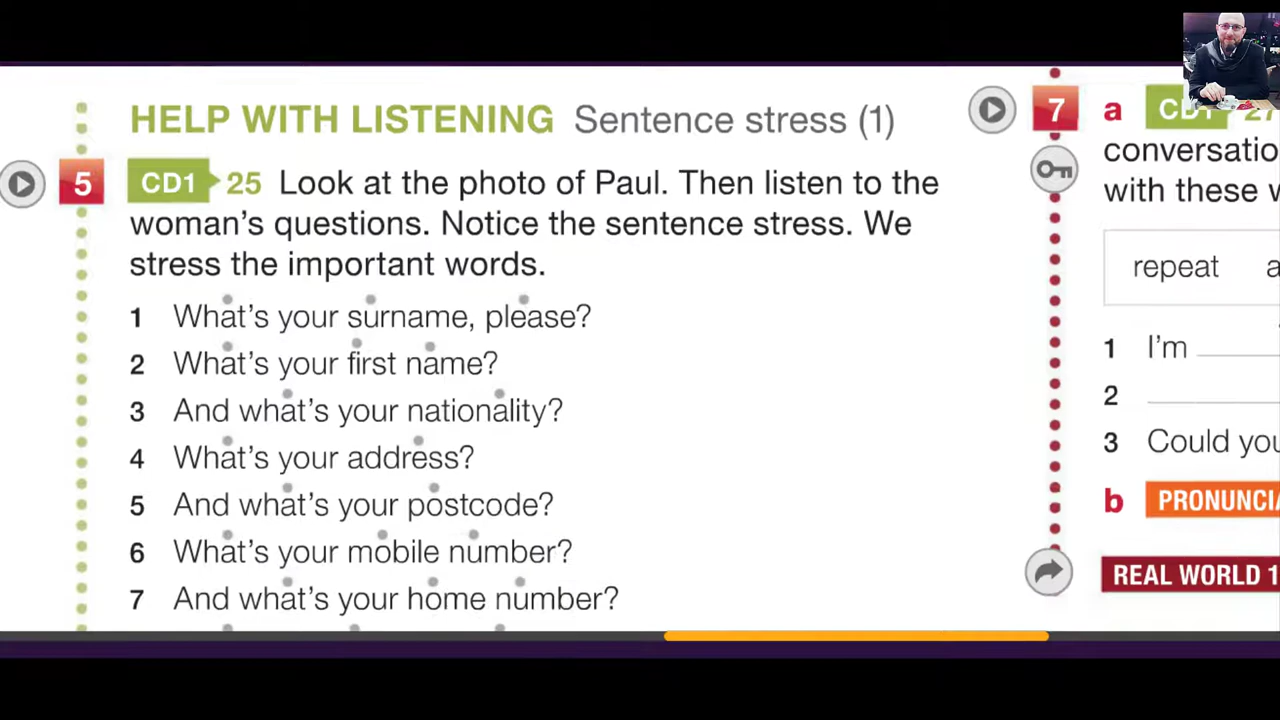 HELP WITH LISTENING Sentence stress (1)
5 CD1 25 Look at the photo of Paul. Then listen to the
woman's questions. Notice the sentence stress. We
stress the important words.
1 What's your surname, please?
2 What's your first name?
3 And what's your nationality?
4 What's your address?
5 And what's your postcode?
6 What's your mobile number?
7 And what's your home number?
7 a CD1 27
conversatio
with these w
repeat a
1 I'm
2
3 Could you
b PRONUNCIA
REAL WORLD 1